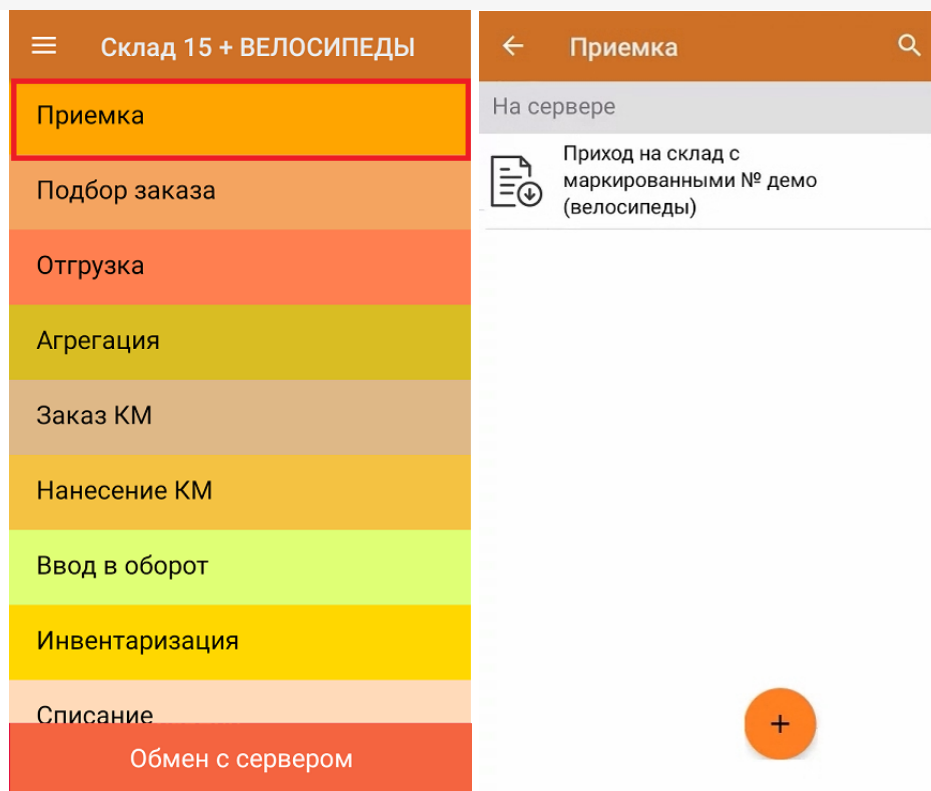 Склад 15 + ВЕЛОСИПЕДЫ
Приемка
Подбор заказа
Отгрузка
Агрегация
Заказ КМ
Нанесение КМ
Ввод в оборот
Инвентаризация
Списание
Обмен с сервером
Приемка
На сервере
Приход на склад с
маркированными № демо
(велосипеды)
+